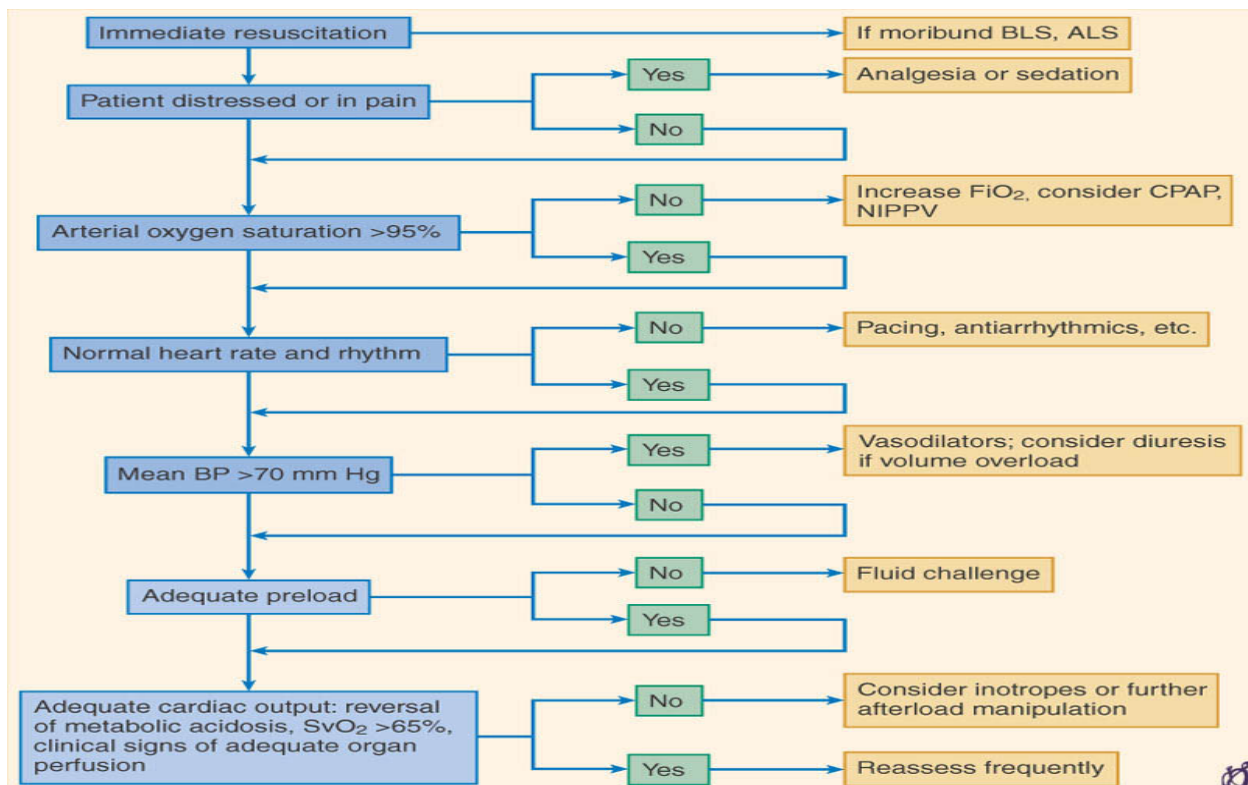 Immediate resuscitation
If moribund BLS, ALS
Patient distressed or in pain
Yes
Analgesia or sedation
No
Arterial oxygen saturation >95%
No
Increase FiO₂, consider CPAP,
NIPPV
Yes
Normal heart rate and rhythm
No
Pacing, antiarrhythmics, etc.
Yes
Mean BP >70 mm Hg
Yes
Vasodilators; consider diuresis
if volume overload
No
Adequate preload
No
Fluid challenge
Yes
Adequate cardiac output: reversal
of metabolic acidosis, SvO₂ >65%,
clinical signs of adequate organ
perfusion
No
Consider inotropes or further
afterload manipulation
Yes
Reassess frequently